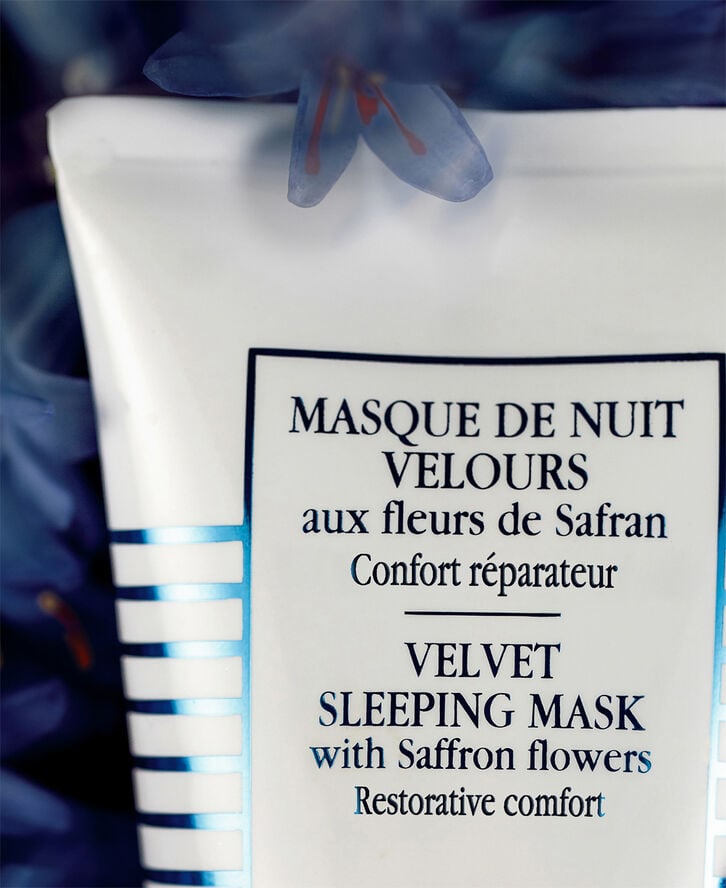 MASQUE DE NUIT
VELOURS
aux fleurs de Safran
Confort réparateur
VELVET
SLEEPING MASK
with Saffron flowers
Restorative comfort